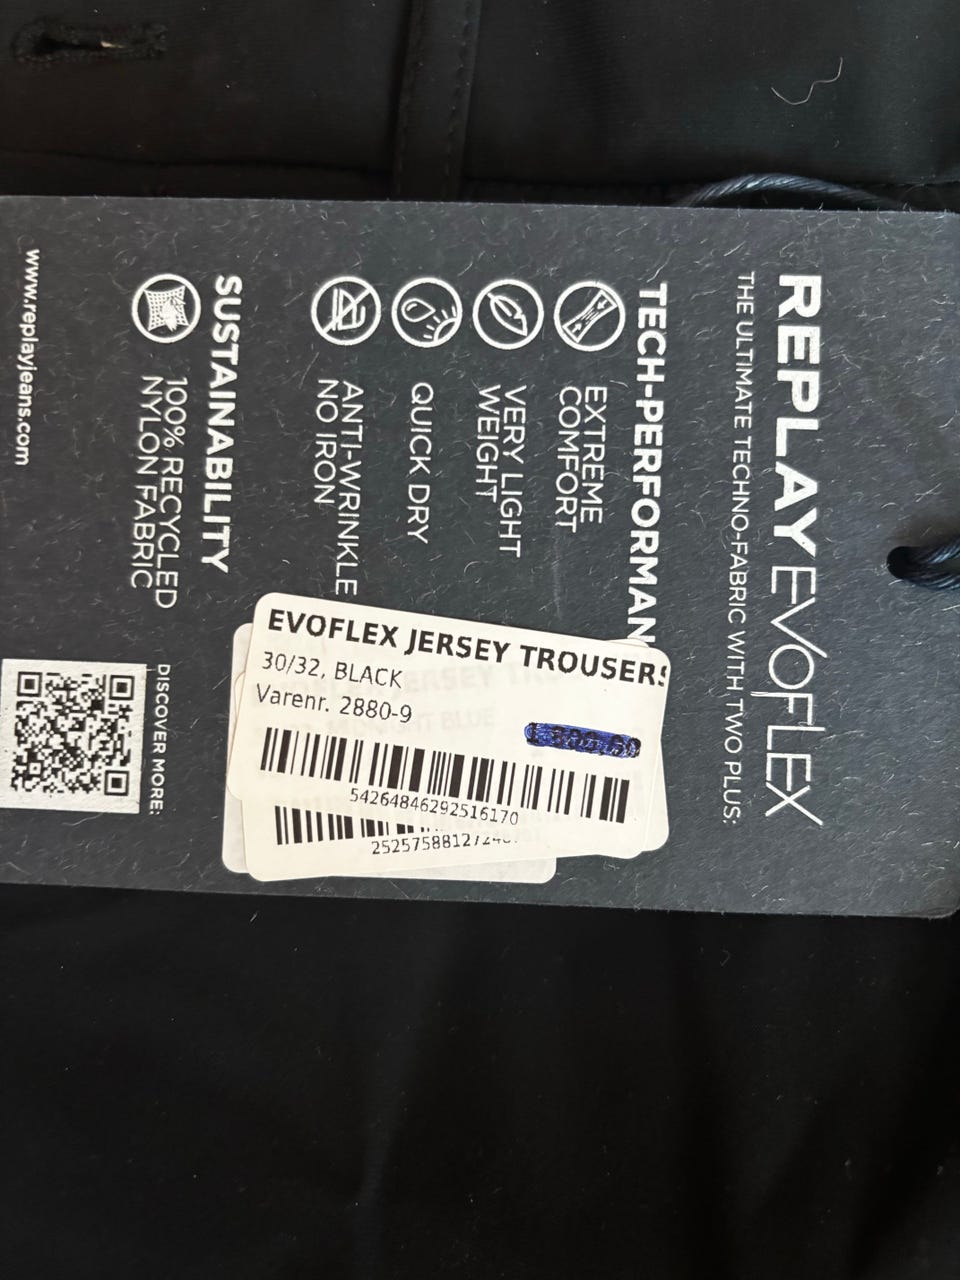 REPLAY EVOFLEX
THE ULTIMATE TECHNO-FABRIC WITH TWO PLUS:
TECH-PERFORMAN
EXTREME
COMFORT
VERY LIGHT
WEIGHT
QUICK DRY
ANTI-WRINKLE
NO IRON
SUSTAINABILITY
100% RECYCLED
NYLON FABRIC
DISCOVER MORE:
www.replayjeans.com
EVOFLEX JERSEY TROUSERS
30/32, BLACK
Varenr. 2880-9
54264846292516170